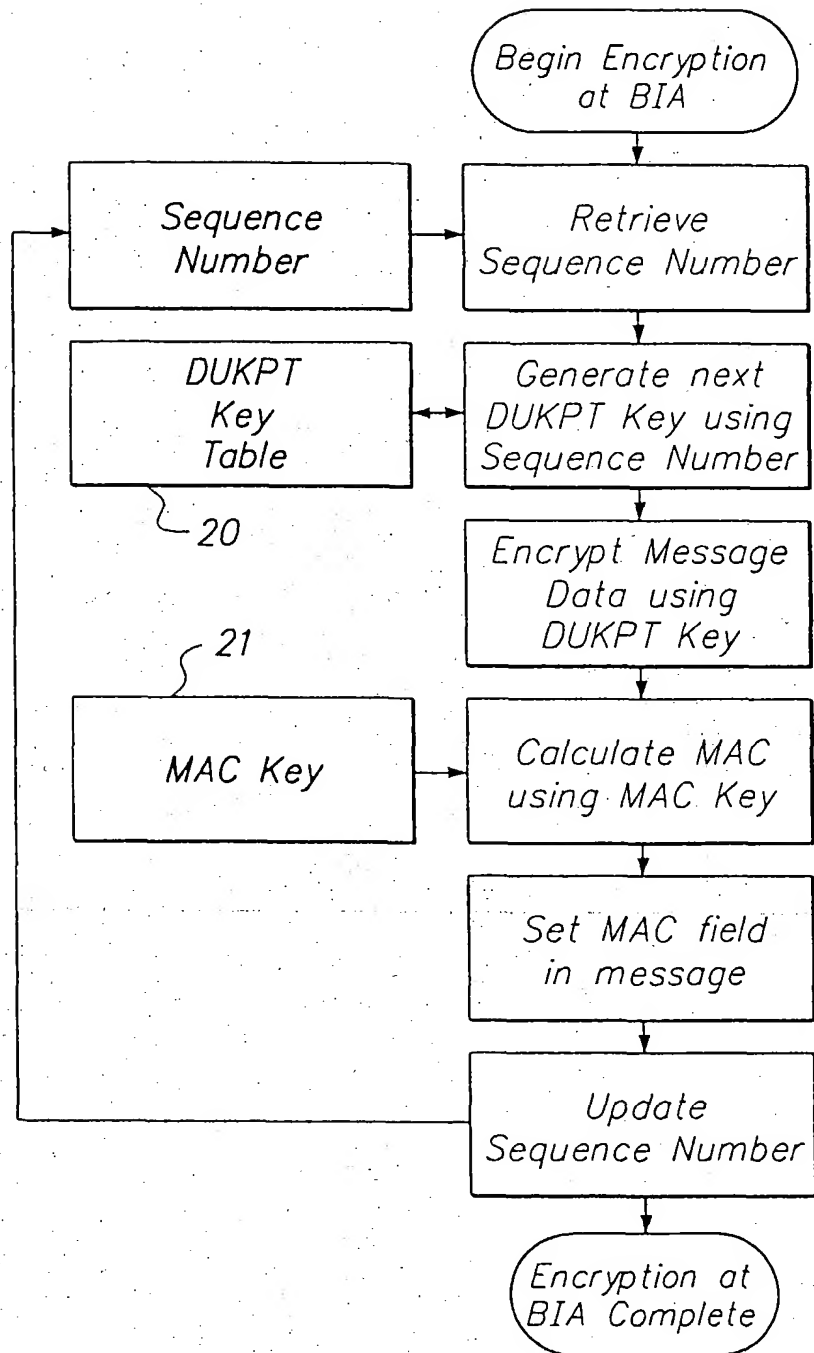 Begin Encryption
at BIA
Sequence
Number
Retrieve
Sequence Number
DUKPT
Key
Table
Generate next
DUKPT Key using
Sequence Number
20
Encrypt Message
Data using
DUKPT Key
21
MAC Key
Calculate MAC
using MAC Key
Set MAC field
in message
Update
Sequence Number
Encryption at
BIA Complete